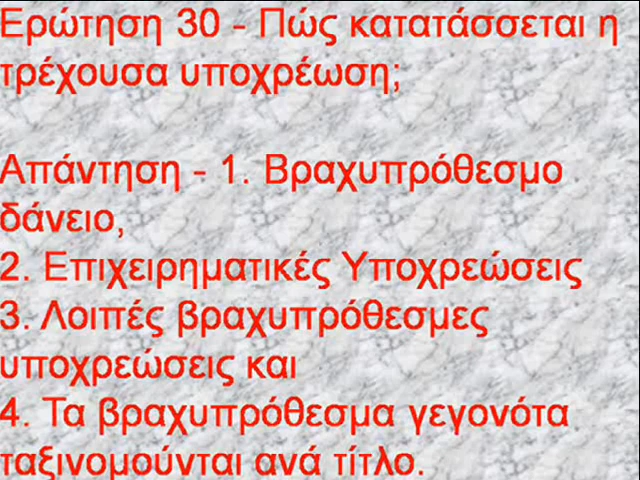 Ερώτηση 30 - Πώς κατατάσσεται η
τρέχουσα υποχρέωση;
Απάντηση - 1. Βραχυπρόθεσμο
δάνειο,
2. Επιχειρηματικές Υποχρεώσεις
3. Λοιπές βραχυπρόθεσμες
υποχρεώσεις και
4. Τα βραχυπρόθεσμα γεγονότα
ταξινομούνται ανά τίτλο.